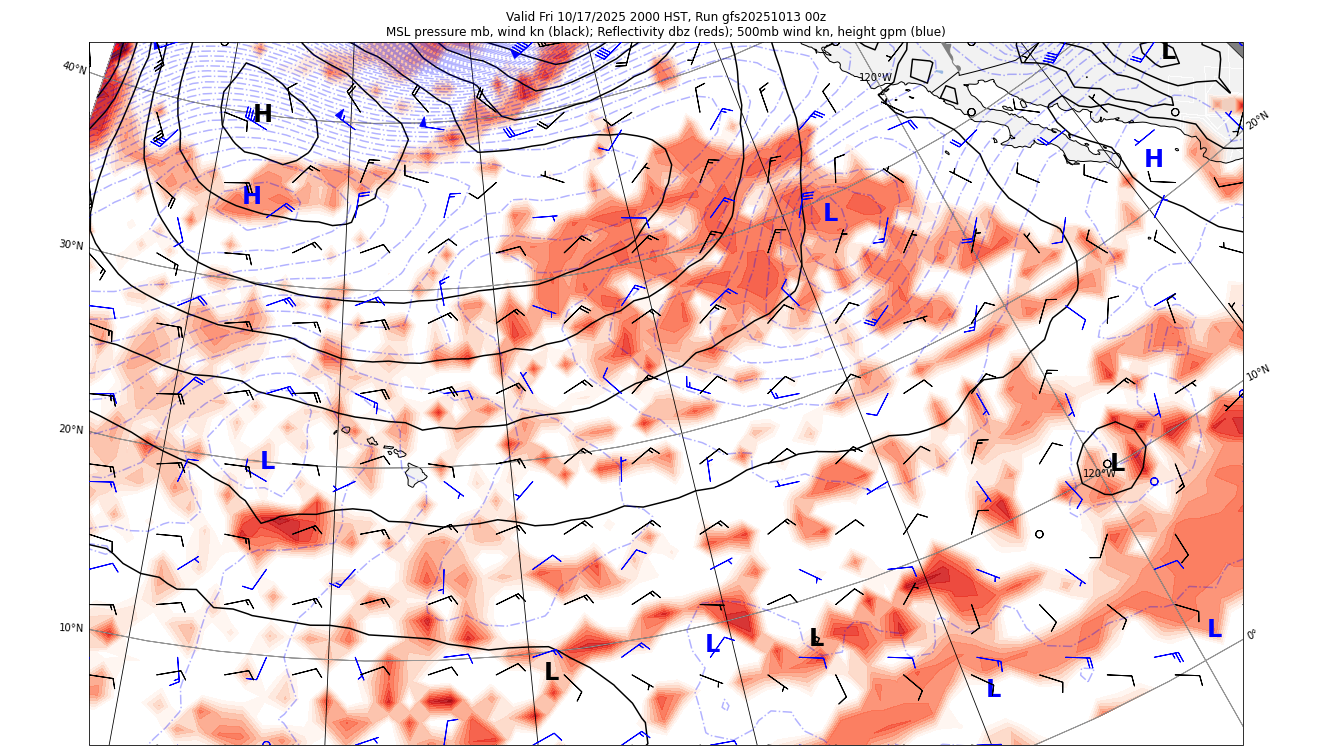 Valid Fri 10/17/2025 2000 HST, Run gfs20251013 00z
MSL pressure mb, wind kn (black); Reflectivity dbz (reds); 500mb wind kn, height gpm (blue)
L
40°N
120°W
H
20°N
H
H
L
30°N
10°N
20°N
L
L
120°W
10°N
L
0°
L
L
L
L